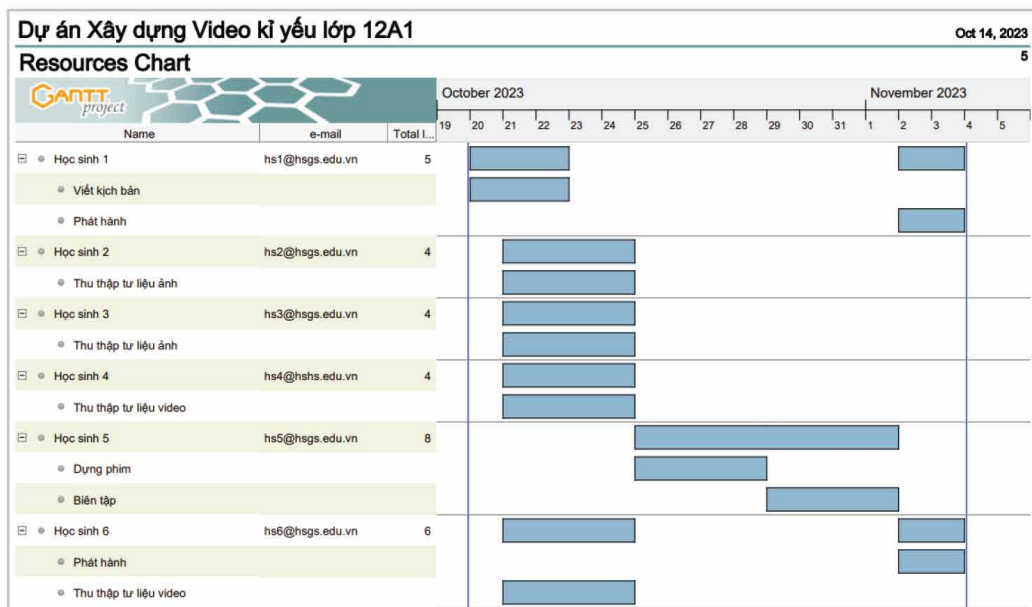 Dự án Xây dựng Video kỉ yếu lớp 12A1
Oct 14, 2023
Resources Chart
5
GANTT project
October 2023 November 2023
Name e-mail Total l...
19 20 21 22 23 24 25 26 27 28 29 30 31 1 2 3 4 5
Học sinh 1 hs1@hsgs.edu.vn 5
Viết kịch bản
Phát hành
Học sinh 2 hs2@hsgs.edu.vn 4
Thu thập tư liệu ảnh
Học sinh 3 hs3@hsgs.edu.vn 4
Thu thập tư liệu ảnh
Học sinh 4 hs4@hshs.edu.vn 4
Thu thập tư liệu video
Học sinh 5 hs5@hsgs.edu.vn 8
Dựng phim
Biên tập
Học sinh 6 hs6@hsgs.edu.vn 6
Phát hành
Thu thập tư liệu video